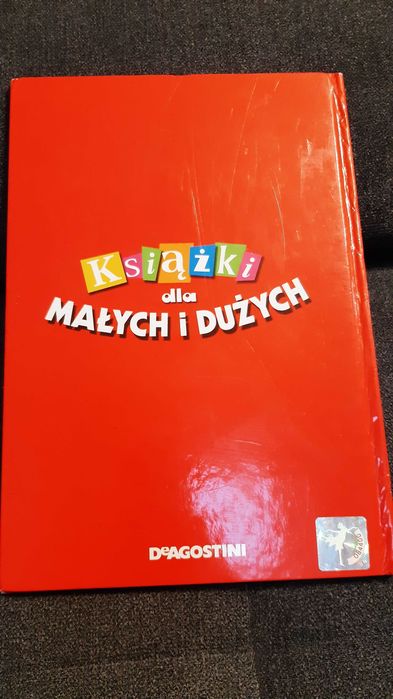 Książki
dla
MAŁYCH i DUŻYCH
DeAGOSTINI